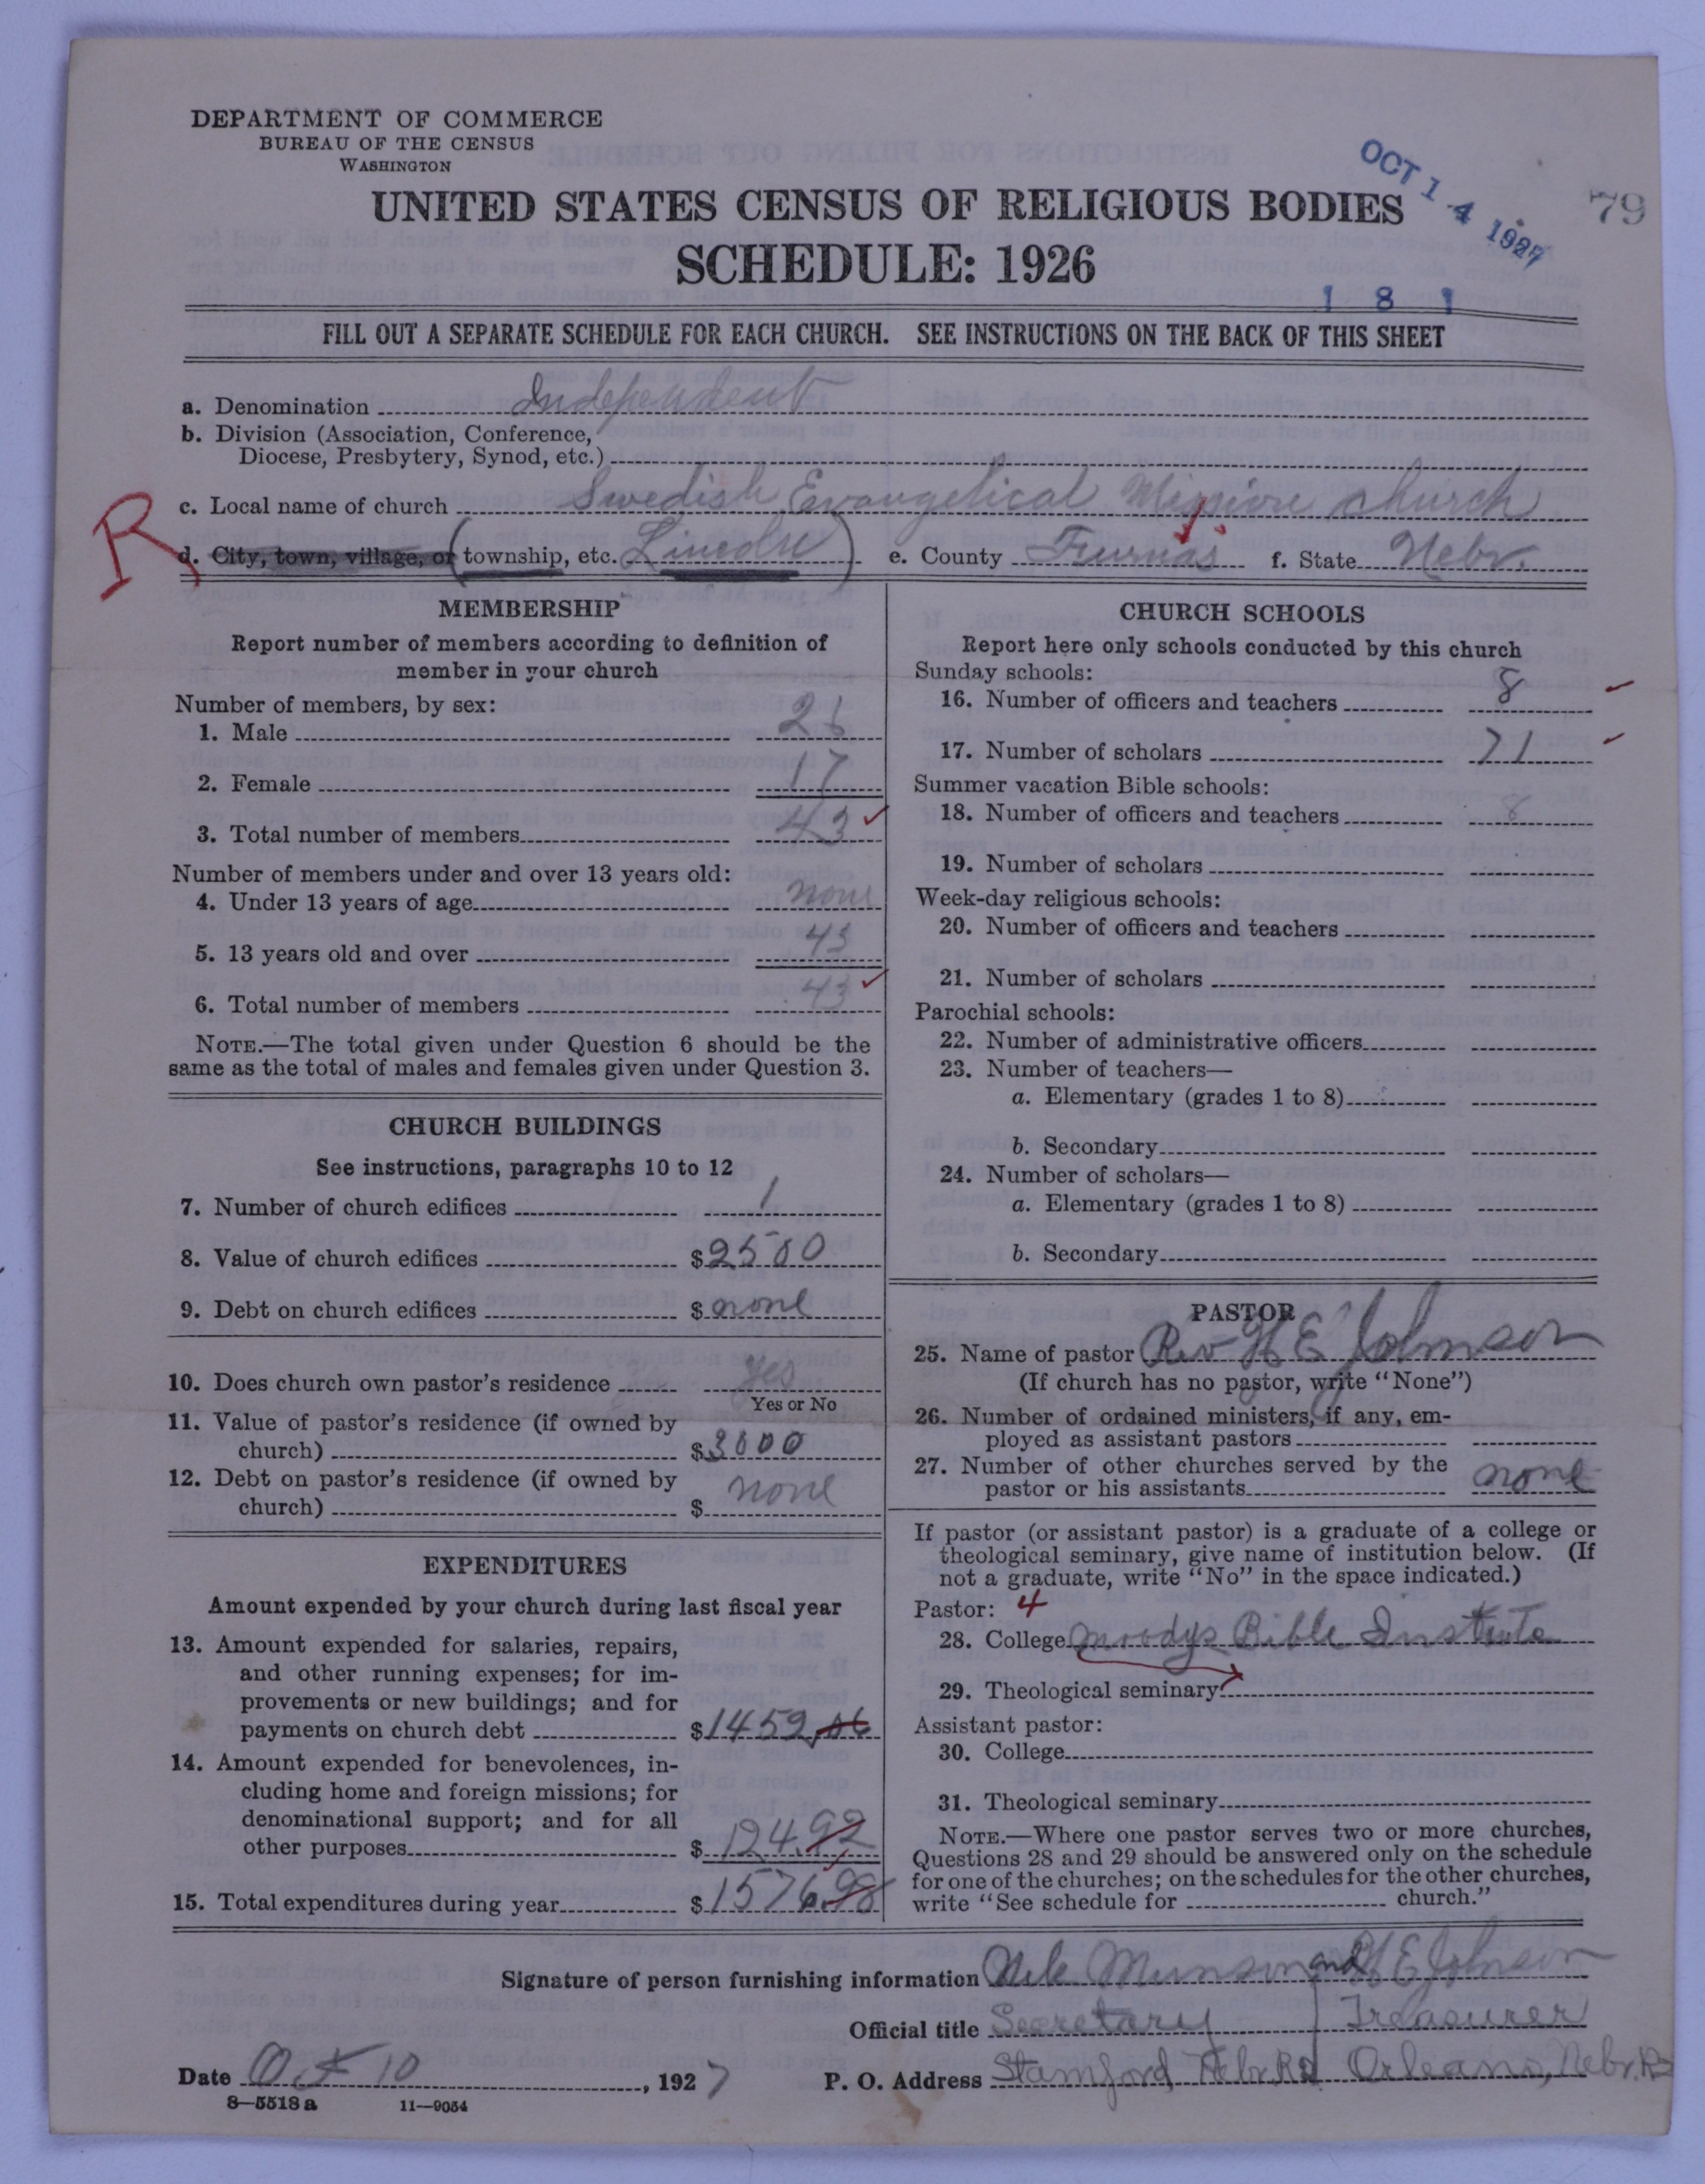 DEPARTMENT OF COMMERCE
BUREAU OF THE CENSUS
WASHINGTON
OCT 14 1927
79
UNITED STATES CENSUS OF RELIGIOUS BODIES
SCHEDULE: 1926
1 8 1
FILL OUT A SEPARATE SCHEDULE FOR EACH CHURCH. SEE INSTRUCTIONS ON THE BACK OF THIS SHEET
a. Denomination Independent
b. Division (Association, Conference,
Diocese, Presbytery, Synod, etc.)
c. Local name of church Swedish Evangelical Mission church
R
d. City, town, village, or (township, etc. Lincoln) e. County Furnas f. State Nebr.
MEMBERSHIP
Report number of members according to definition of
member in your church
Number of members, by sex:
1. Male 26
2. Female 17
3. Total number of members 43
Number of members under and over 13 years old:
4. Under 13 years of age none
5. 13 years old and over 43
6. Total number of members 43
NOTE.—The total given under Question 6 should be the
same as the total of males and females given under Question 3.
CHURCH BUILDINGS
See instructions, paragraphs 10 to 12
7. Number of church edifices 1
8. Value of church edifices $2500
9. Debt on church edifices $none
10. Does church own pastor's residence yes
Yes or No
11. Value of pastor's residence (if owned by
church) $3000
12. Debt on pastor's residence (if owned by
church) $none
EXPENDITURES
Amount expended by your church during last fiscal year
13. Amount expended for salaries, repairs,
and other running expenses; for im-
provements or new buildings; and for
payments on church debt $1452.06
14. Amount expended for benevolences, in-
cluding home and foreign missions; for
denominational support; and for all
other purposes $124.92
15. Total expenditures during year $1576.98
CHURCH SCHOOLS
Report here only schools conducted by this church
Sunday schools:
16. Number of officers and teachers 8
17. Number of scholars 71
Summer vacation Bible schools:
18. Number of officers and teachers 8
19. Number of scholars
Week-day religious schools:
20. Number of officers and teachers
21. Number of scholars
Parochial schools:
22. Number of administrative officers
23. Number of teachers—
a. Elementary (grades 1 to 8)
b. Secondary
24. Number of scholars—
a. Elementary (grades 1 to 8)
b. Secondary
PASTOR
25. Name of pastor Rev H E Johnson
(If church has no pastor, write "None")
26. Number of ordained ministers, if any, em-
ployed as assistant pastors
27. Number of other churches served by the
pastor or his assistants none
If pastor (or assistant pastor) is a graduate of a college or
theological seminary, give name of institution below. (If
not a graduate, write "No" in the space indicated.)
Pastor: 4
28. College moodys Bible Institute
29. Theological seminary
Assistant pastor:
30. College
31. Theological seminary
NOTE.—Where one pastor serves two or more churches,
Questions 28 and 29 should be answered only on the schedule
for one of the churches; on the schedules for the other churches,
write "See schedule for church."
Signature of person furnishing information Nels Munson and H E Johnson
Official title Secretary Treasurer
Date Oct 10, 1927 P. O. Address Stamford, Nebr. Orleans, Nebr.
8—5518a 11—9054